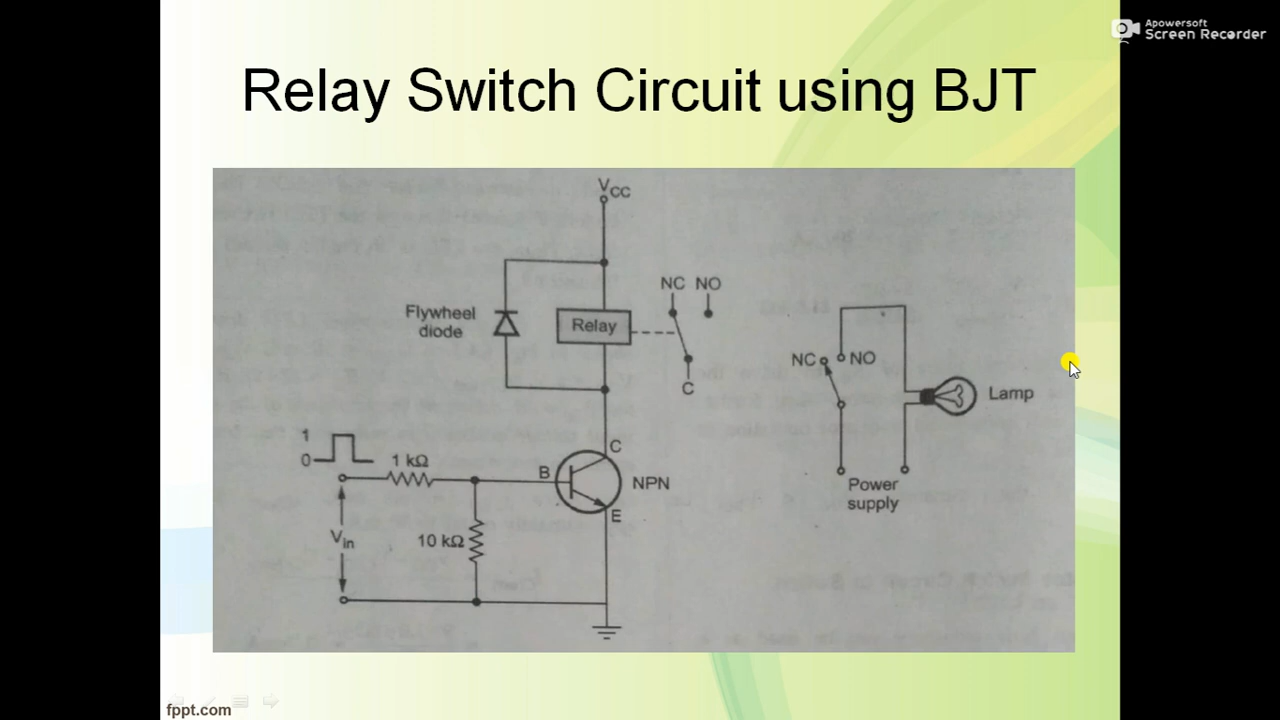 Apowersoft
Screen Recorder
Relay Switch Circuit using BJT
VCC
NC NO
Flywheel
diode
Relay
C
NC NO
Lamp
Power
supply
1
0
1 kΩ
B
C
NPN
E
Vin
10 kΩ
fppt.com